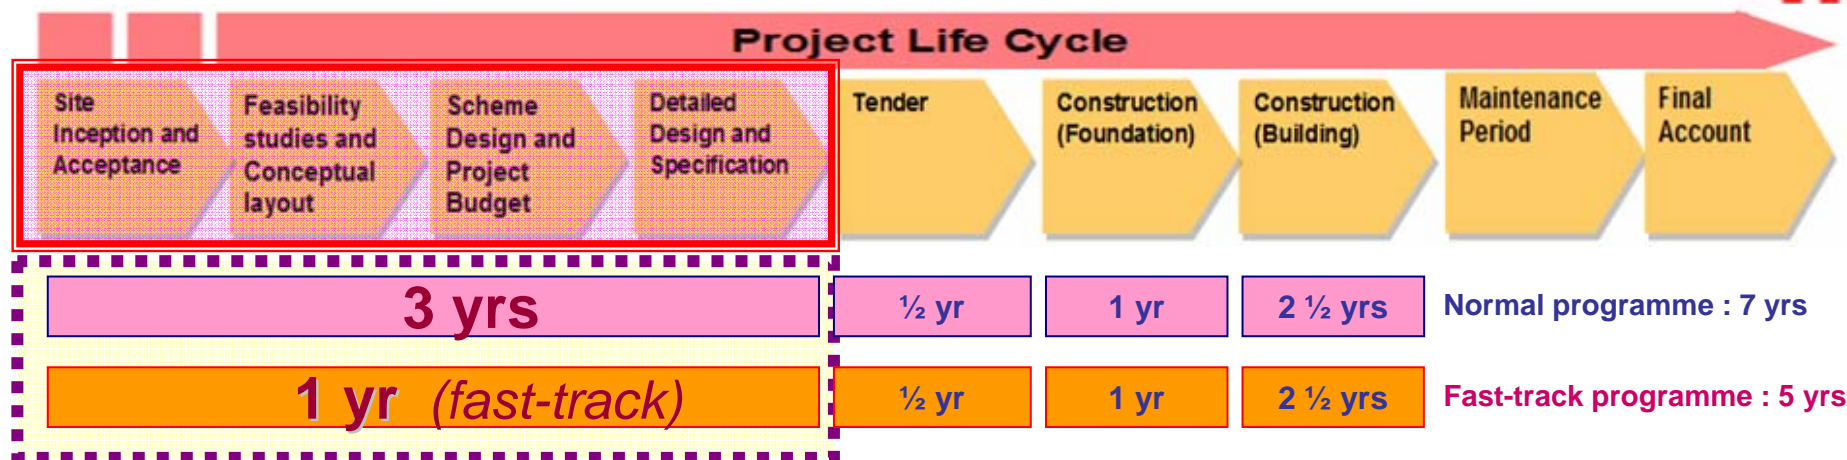 Project Life Cycle
Site
Inception and
Acceptance
Feasibility
studies and
Conceptual
layout
Scheme
Design and
Project
Budget
Detailed
Design and
Specification
Tender
Construction
(Foundation)
Construction
(Building)
Maintenance
Period
Final
Account
3 yrs
½ yr
1 yr
2 ½ yrs
Normal programme : 7 yrs
1 yr (fast-track)
½ yr
1 yr
2 ½ yrs
Fast-track programme : 5 yrs